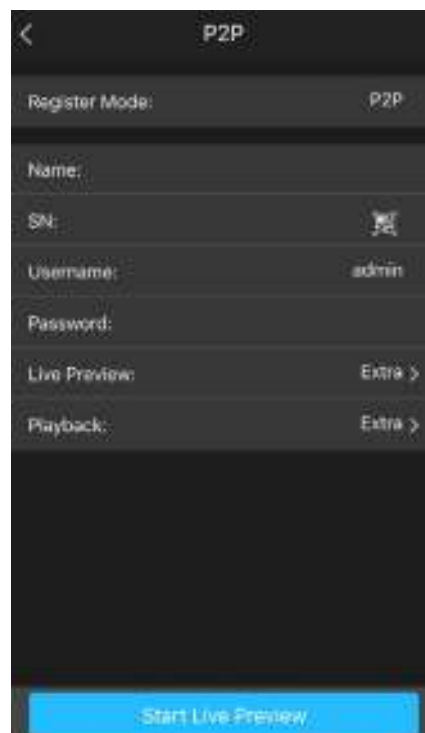 P2P
Register Mode: P2P
Name:
SN:
Username: admin
Password:
Live Preview: Extra
Playback: Extra
Start Live Preview